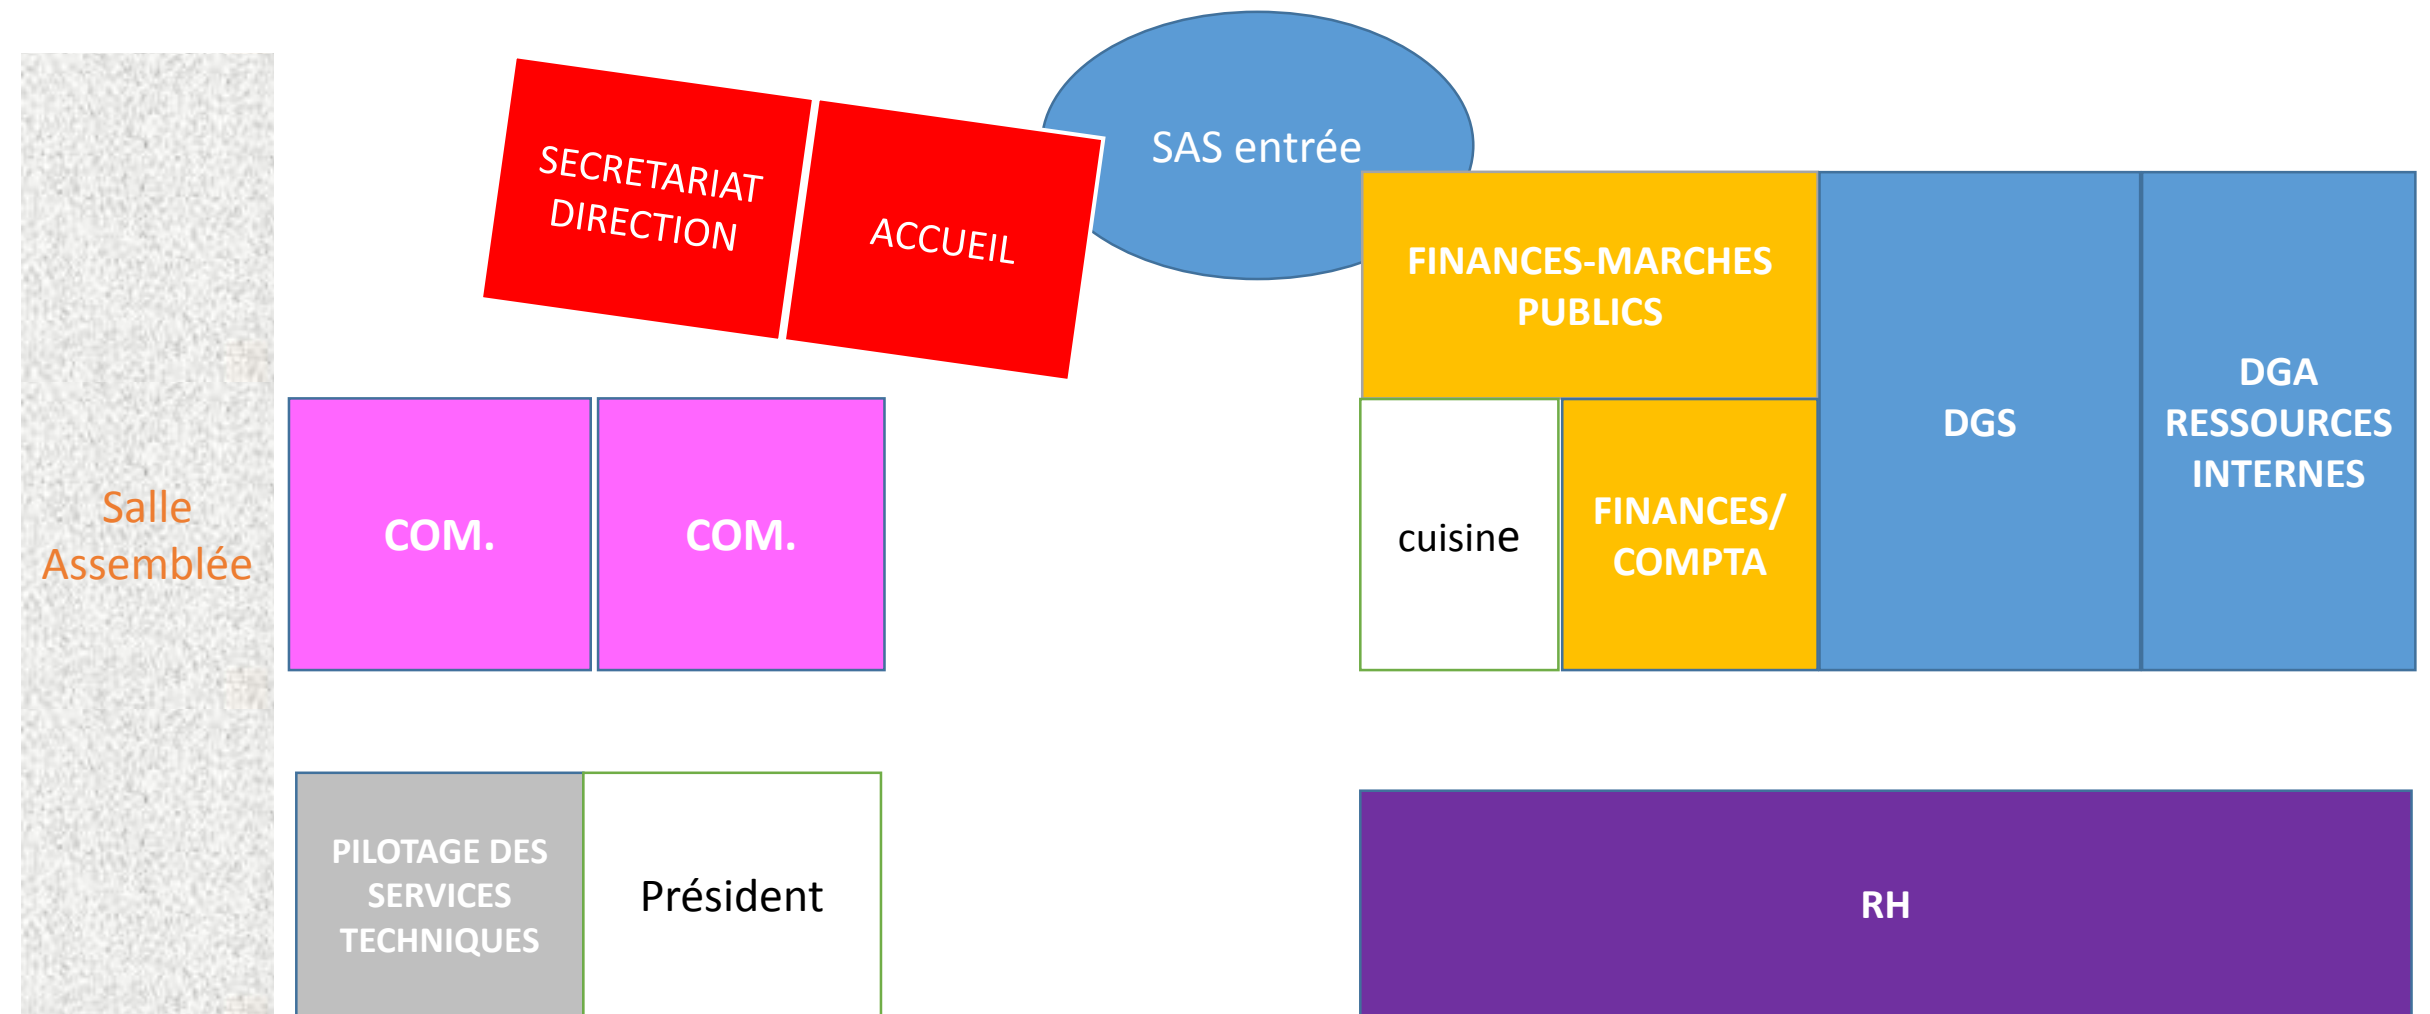 SAS entrée
SECRETARIAT
DIRECTION
ACCUEIL
FINANCES-MARCHES
PUBLICS
DGS
DGA
RESSOURCES
INTERNES
Salle
Assemblée
COM.
COM.
cuisine
FINANCES/
COMPTA
PILOTAGE DES
SERVICES
TECHNIQUES
Président
RH